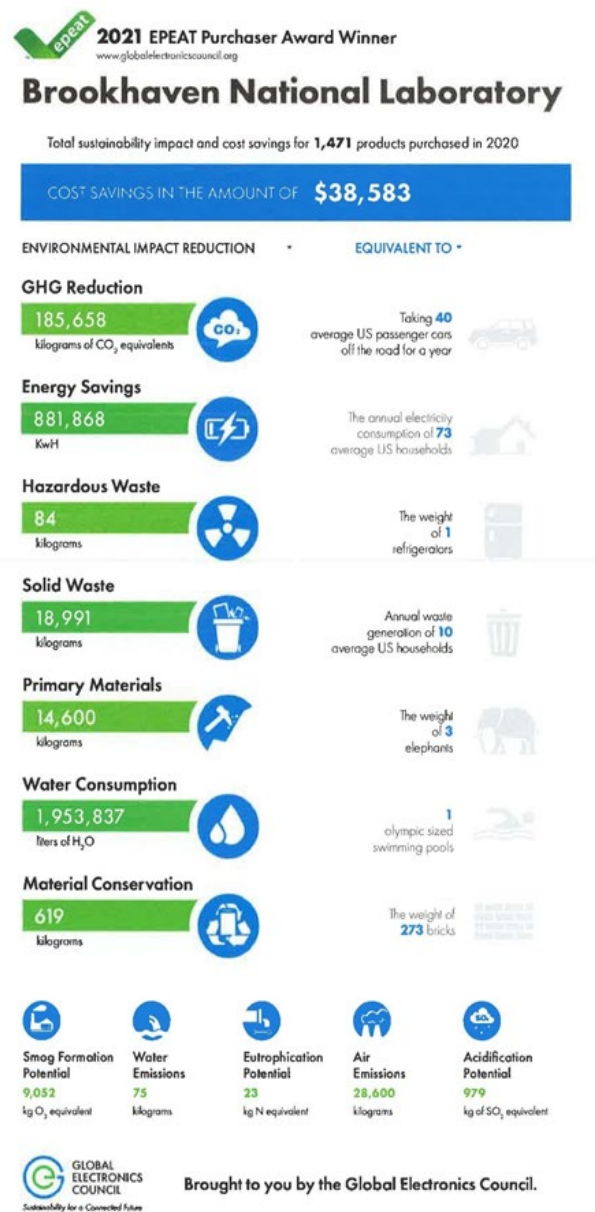 epeat
2021 EPEAT Purchaser Award Winner
www.globalelectronicscouncil.org
Brookhaven National Laboratory
Total sustainability impact and cost savings for 1,471 products purchased in 2020
COST SAVINGS IN THE AMOUNT OF $38,583
ENVIRONMENTAL IMPACT REDUCTION
EQUIVALENT TO
GHG Reduction
185,658
kilograms of CO2 equivalents
CO2
Taking 40
average US passenger cars
off the road for a year
Energy Savings
881,868
KwH
The annual electricity
consumption of 73
average US households
Hazardous Waste
84
kilograms
The weight
of 1
refrigerators
Solid Waste
18,991
kilograms
Annual waste
generation of 10
average US households
Primary Materials
14,600
kilograms
The weight
of 3
elephants
Water Consumption
1,953,837
liters of H2O
1
olympic sized
swimming pools
Material Conservation
619
kilograms
The weight of
273 bricks
SO2
Smog Formation
Potential
9,052
kg O3 equivalent
Water
Emissions
75
kilograms
Eutrophication
Potential
23
kg N equivalent
Air
Emissions
28,600
kilograms
Acidification
Potential
979
kg of SO2 equivalent
GLOBAL
ELECTRONICS
COUNCIL
Sustainability for a Connected Future
Brought to you by the Global Electronics Council.